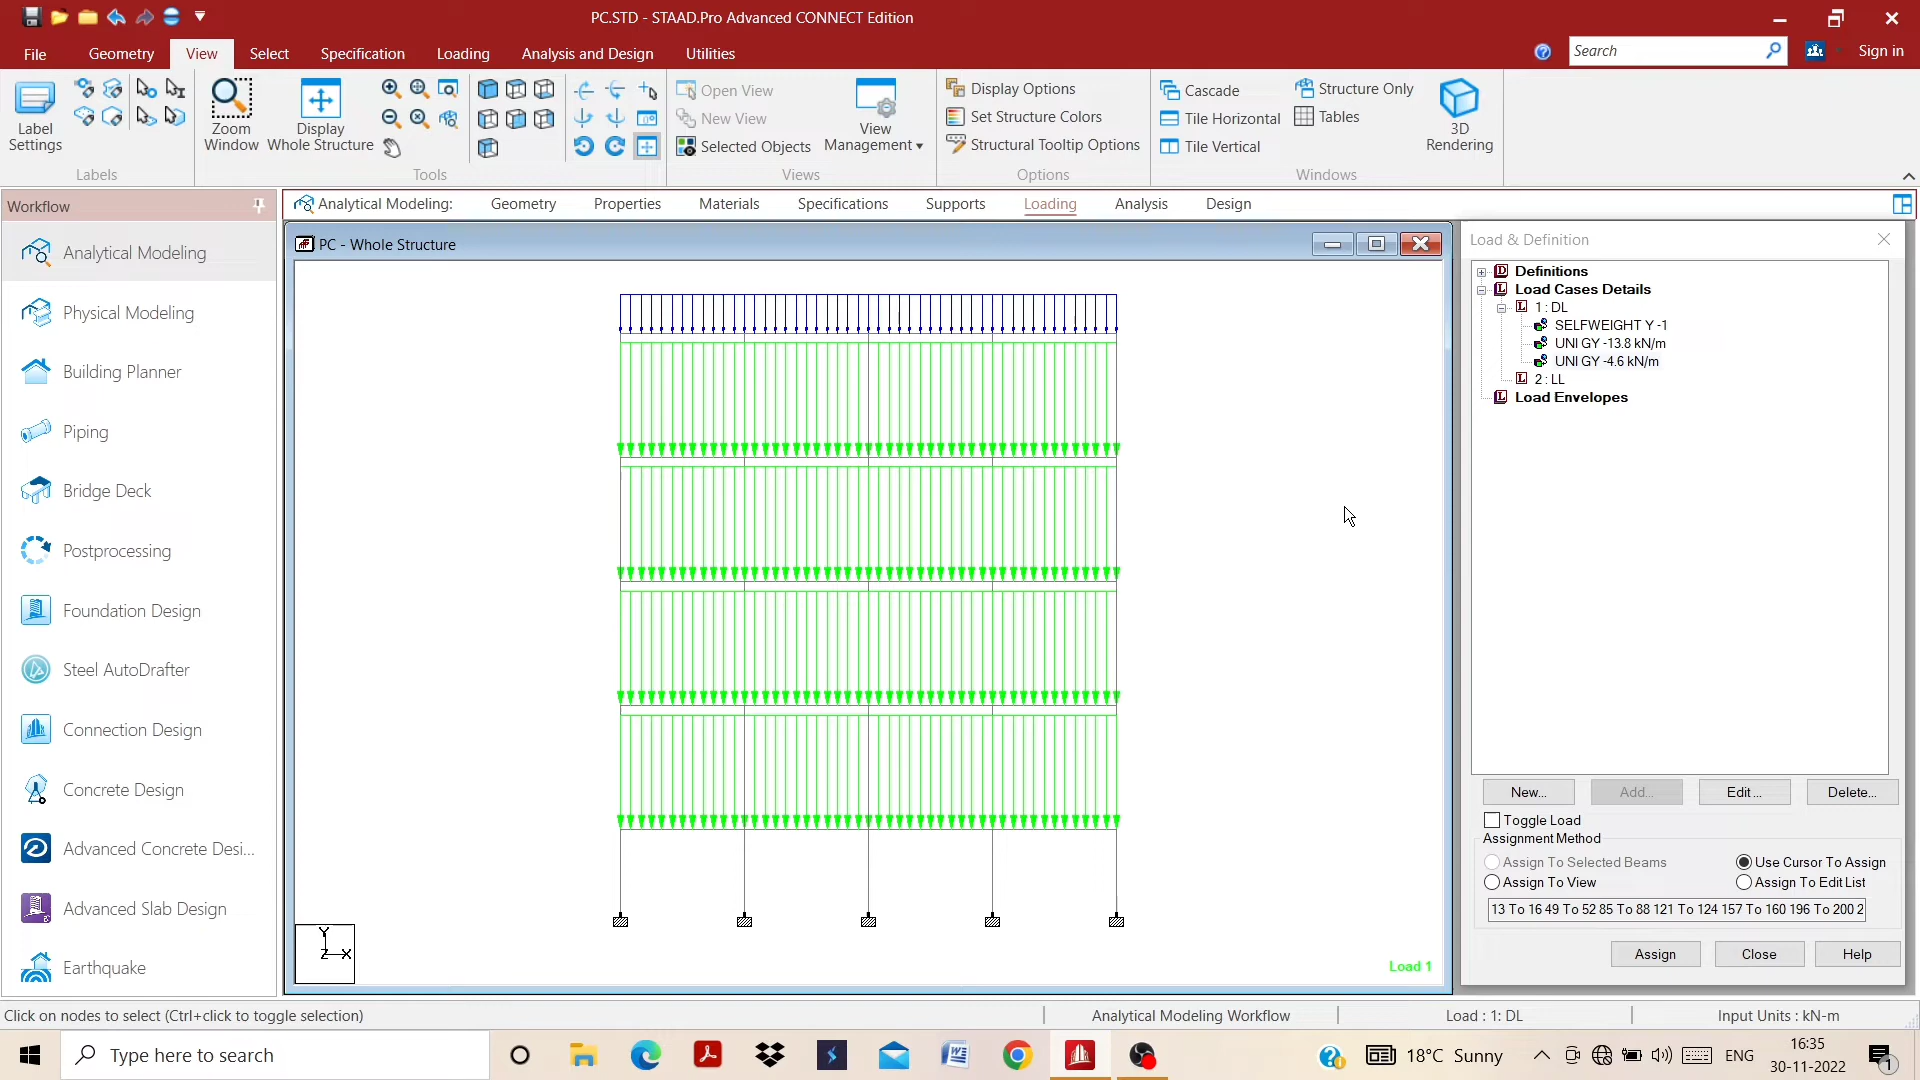 PC.STD - STAAD.Pro Advanced CONNECT Edition
File Geometry View Select Specification Loading Analysis and Design Utilities Search Sign in
Label Settings
Labels
Zoom Window
Display Whole Structure
Tools
Open View
New View
Selected Objects
View Management
Views
Display Options
Set Structure Colors
Structural Tooltip Options
Options
Cascade
Tile Horizontal
Tile Vertical
Structure Only
Tables
Windows
3D Rendering
Workflow
Analytical Modeling
Physical Modeling
Building Planner
Piping
Bridge Deck
Postprocessing
Foundation Design
Steel AutoDrafter
Connection Design
Concrete Design
Advanced Concrete Desi...
Advanced Slab Design
Earthquake
Analytical Modeling: Geometry Properties Materials Specifications Supports Loading Analysis Design
PC - Whole Structure
Y
Z X
Load 1
Load & Definition
Definitions
Load Cases Details
1 : DL
SELFWEIGHT Y -1
UNI GY -13.8 kN/m
UNI GY -4.6 kN/m
2 : LL
Load Envelopes
New... Add... Edit... Delete...
Toggle Load
Assignment Method
Assign To Selected Beams Use Cursor To Assign
Assign To View Assign To Edit List
13 To 16 49 To 52 85 To 88 121 To 124 157 To 160 196 To 200 2
Assign Close Help
Click on nodes to select (Ctrl+click to toggle selection) Analytical Modeling Workflow Load : 1: DL Input Units : kN-m
Type here to search 18°C Sunny ENG 16:35
30-11-2022
1